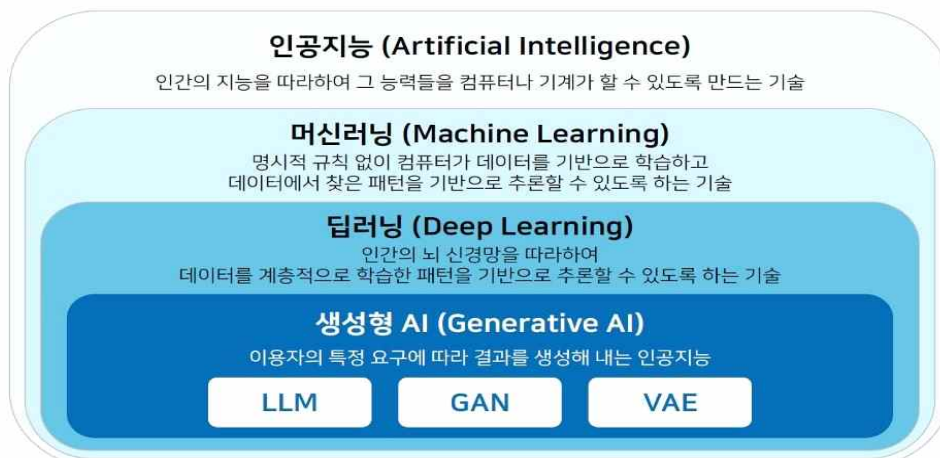 인공지능 (Artificial Intelligence)
인간의 지능을 따라하여 그 능력들을 컴퓨터나 기계가 할 수 있도록 만드는 기술
머신러닝 (Machine Learning)
명시적 규칙 없이 컴퓨터가 데이터를 기반으로 학습하고
데이터에서 찾은 패턴을 기반으로 추론할 수 있도록 하는 기술
딥러닝 (Deep Learning)
인간의 뇌 신경망을 따라하여
데이터를 계층적으로 학습한 패턴을 기반으로 추론할 수 있도록 하는 기술
생성형 AI (Generative AI)
이용자의 특정 요구에 따라 결과를 생성해 내는 인공지능
LLM GAN VAE